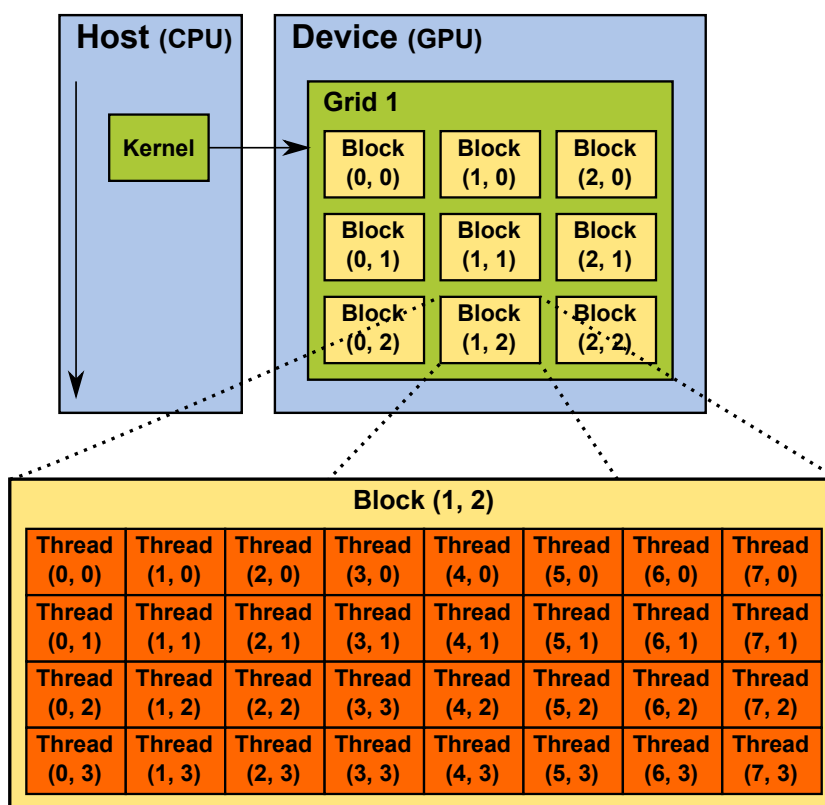 Host (CPU)
Device (GPU)
Grid 1
Kernel
Block Block Block
(0, 0) (1, 0) (2, 0)
Block Block Block
(0, 1) (1, 1) (2, 1)
Block Block Block
(0, 2) (1, 2) (2, 2)
Block (1, 2)
Thread Thread Thread Thread Thread Thread Thread Thread
(0, 0) (1, 0) (2, 0) (3, 0) (4, 0) (5, 0) (6, 0) (7, 0)
Thread Thread Thread Thread Thread Thread Thread Thread
(0, 1) (1, 1) (2, 1) (3, 1) (4, 1) (5, 1) (6, 1) (7, 1)
Thread Thread Thread Thread Thread Thread Thread Thread
(0, 2) (1, 2) (2, 2) (3, 3) (4, 2) (5, 2) (6, 2) (7, 2)
Thread Thread Thread Thread Thread Thread Thread Thread
(0, 3) (1, 3) (2, 3) (3, 3) (4, 3) (5, 3) (6, 3) (7, 3)